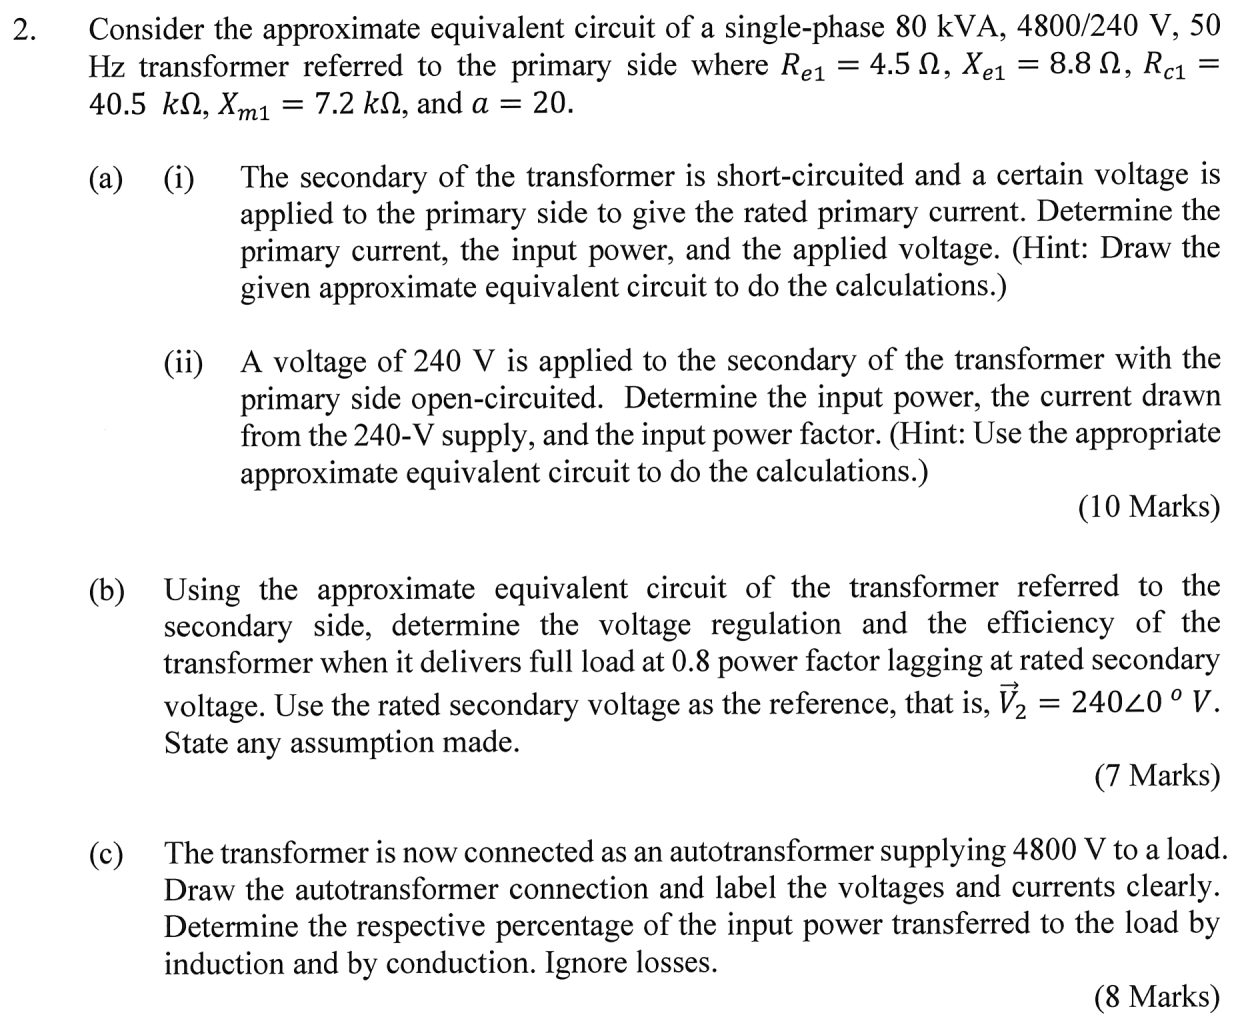 2. Consider the approximate equivalent circuit of a single-phase 80 kVA, 4800/240 V, 50
Hz transformer referred to the primary side where R_e1 = 4.5 Ω, X_e1 = 8.8 Ω, R_c1 =
40.5 kΩ, X_m1 = 7.2 kΩ, and a = 20.
(a) (i) The secondary of the transformer is short-circuited and a certain voltage is
applied to the primary side to give the rated primary current. Determine the
primary current, the input power, and the applied voltage. (Hint: Draw the
given approximate equivalent circuit to do the calculations.)
(ii) A voltage of 240 V is applied to the secondary of the transformer with the
primary side open-circuited. Determine the input power, the current drawn
from the 240-V supply, and the input power factor. (Hint: Use the appropriate
approximate equivalent circuit to do the calculations.)
(10 Marks)
(b) Using the approximate equivalent circuit of the transformer referred to the
secondary side, determine the voltage regulation and the efficiency of the
transformer when it delivers full load at 0.8 power factor lagging at rated secondary
voltage. Use the rated secondary voltage as the reference, that is, V⃗_2 = 240∠0 ° V.
State any assumption made.
(7 Marks)
(c) The transformer is now connected as an autotransformer supplying 4800 V to a load.
Draw the autotransformer connection and label the voltages and currents clearly.
Determine the respective percentage of the input power transferred to the load by
induction and by conduction. Ignore losses.
(8 Marks)